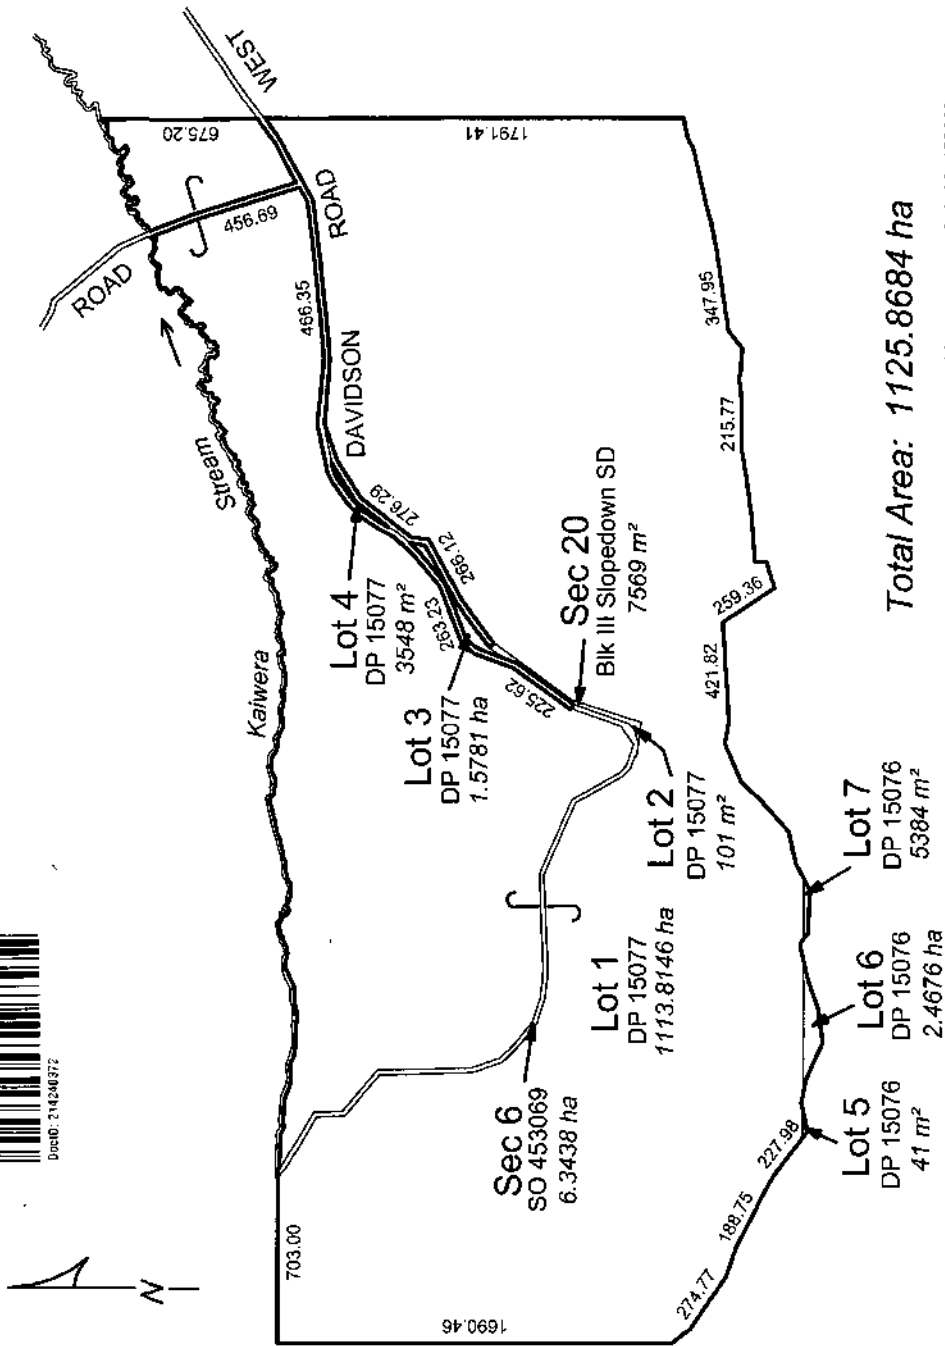 DocID: 214240372
N
ROAD
WEST
675.20
456.69
ROAD
466.35
1791.41
Stream
Kaiwera
DAVIDSON
276.29
266.12
263.23
225.62
Lot 4
DP 15077
3548 m²
Lot 3
DP 15077
1.5781 ha
Sec 20
Blk III Slopedown SD
7569 m²
Lot 2
DP 15077
101 m²
Lot 1
DP 15077
1113.8146 ha
Sec 6
SO 453069
6.3438 ha
703.00
1690.46
347.95
215.77
259.36
421.82
227.98
188.75
274.77
Lot 7
DP 15076
5384 m²
Lot 6
DP 15076
2.4676 ha
Lot 5
DP 15076
41 m²
Total Area: 1125.8684 ha